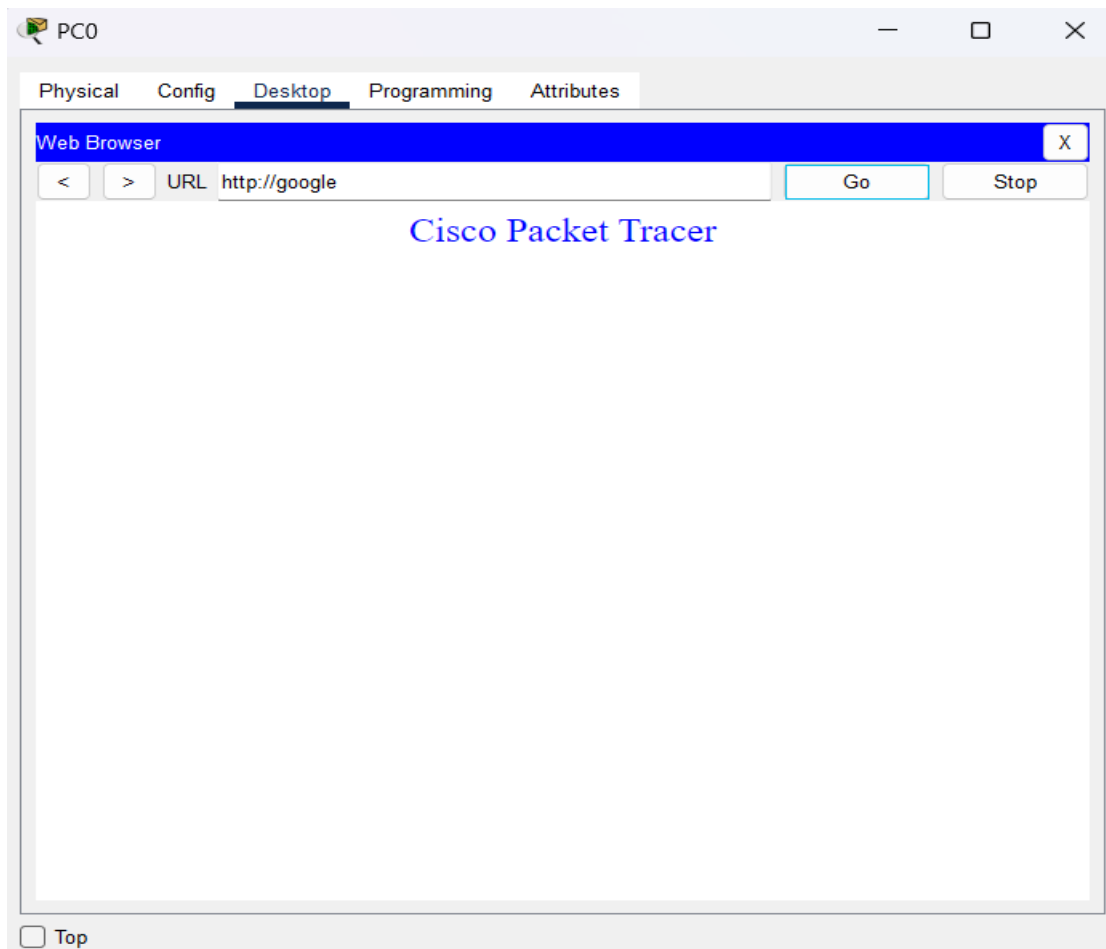 PC0
Physical Config Desktop Programming Attributes
Web Browser X
< > URL http://google Go Stop
Cisco Packet Tracer
Top